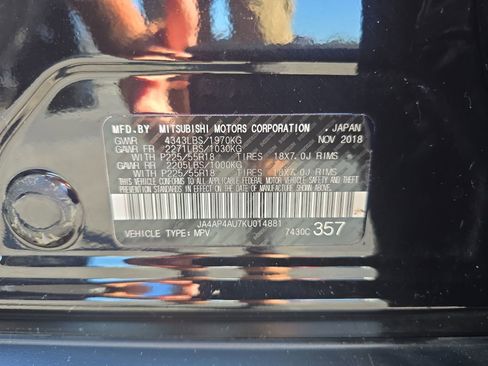 MFD.BY MITSUBISHI MOTORS CORPORATION . JAPAN
GVWR 4343LBS/1970KG NOV 2018
GAWR FR 2271LBS/1030KG
WITH P225/55R18 TIRES 18X7.0J RIMS
GAWR RR 2205LBS/1000KG
WITH P225/55R18 TIRES 18X7.0J RIMS
THIS VEHICLE CONFORMS TO ALL APPLICABLE FEDERAL
MOTOR VEHICLE SAFETY AND
THEFT PREVENTION STANDARDS IN EFFECT ON THE DATE OF
MANUFACTURE SHOWN ABOVE.
JA4AP4AU7KU014881
VEHICLE TYPE: MPV 7430C 357